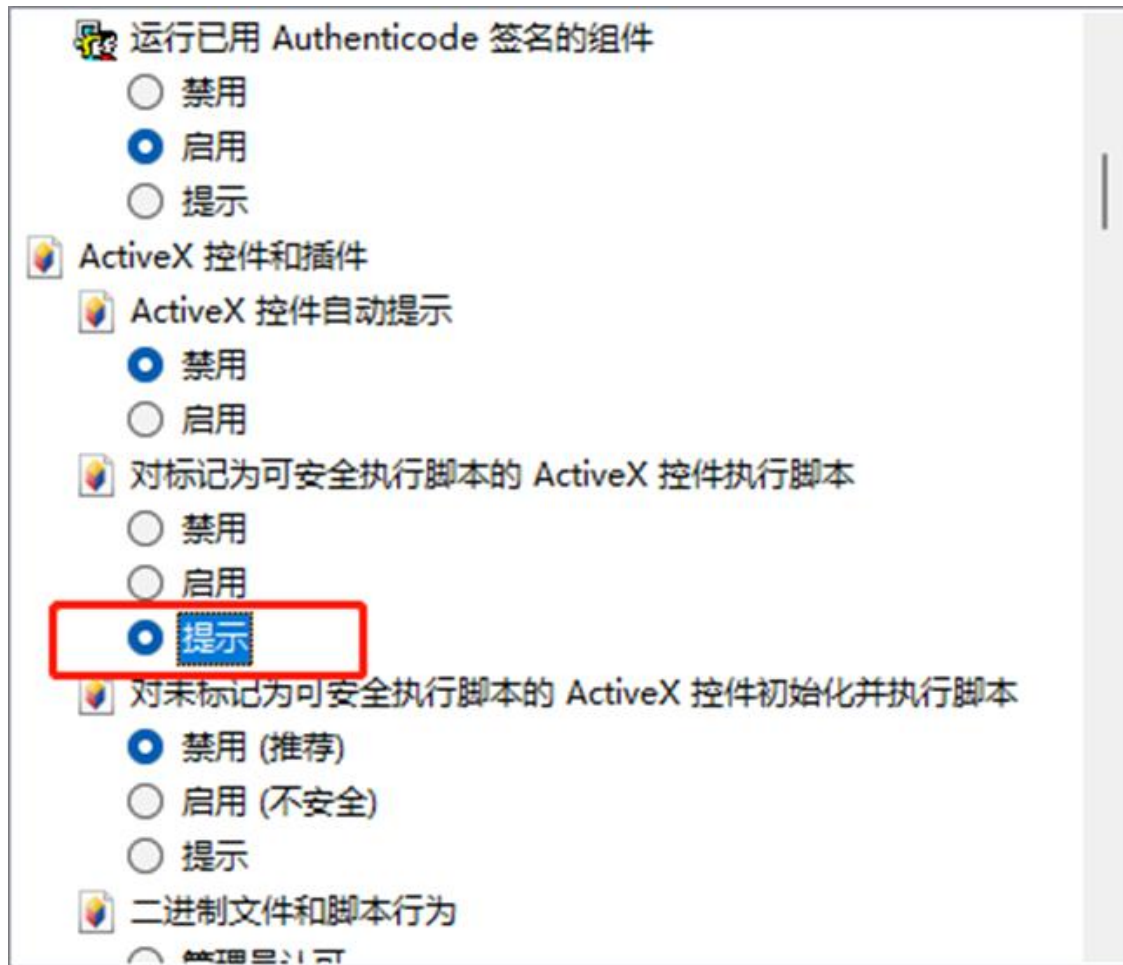 运行已用 Authenticode 签名的组件
禁用
启用
提示
ActiveX 控件和插件
ActiveX 控件自动提示
禁用
启用
对标记为可安全执行脚本的 ActiveX 控件执行脚本
禁用
启用
提示
对未标记为可安全执行脚本的 ActiveX 控件初始化并执行脚本
禁用 (推荐)
启用 (不安全)
提示
二进制文件和脚本行为
管理员认可